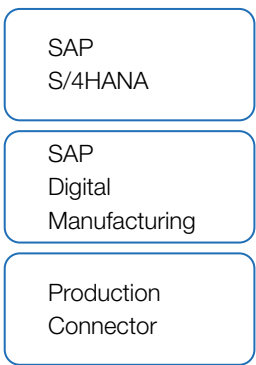 SAP
S/4HANA
SAP
Digital
Manufacturing
Production
Connector